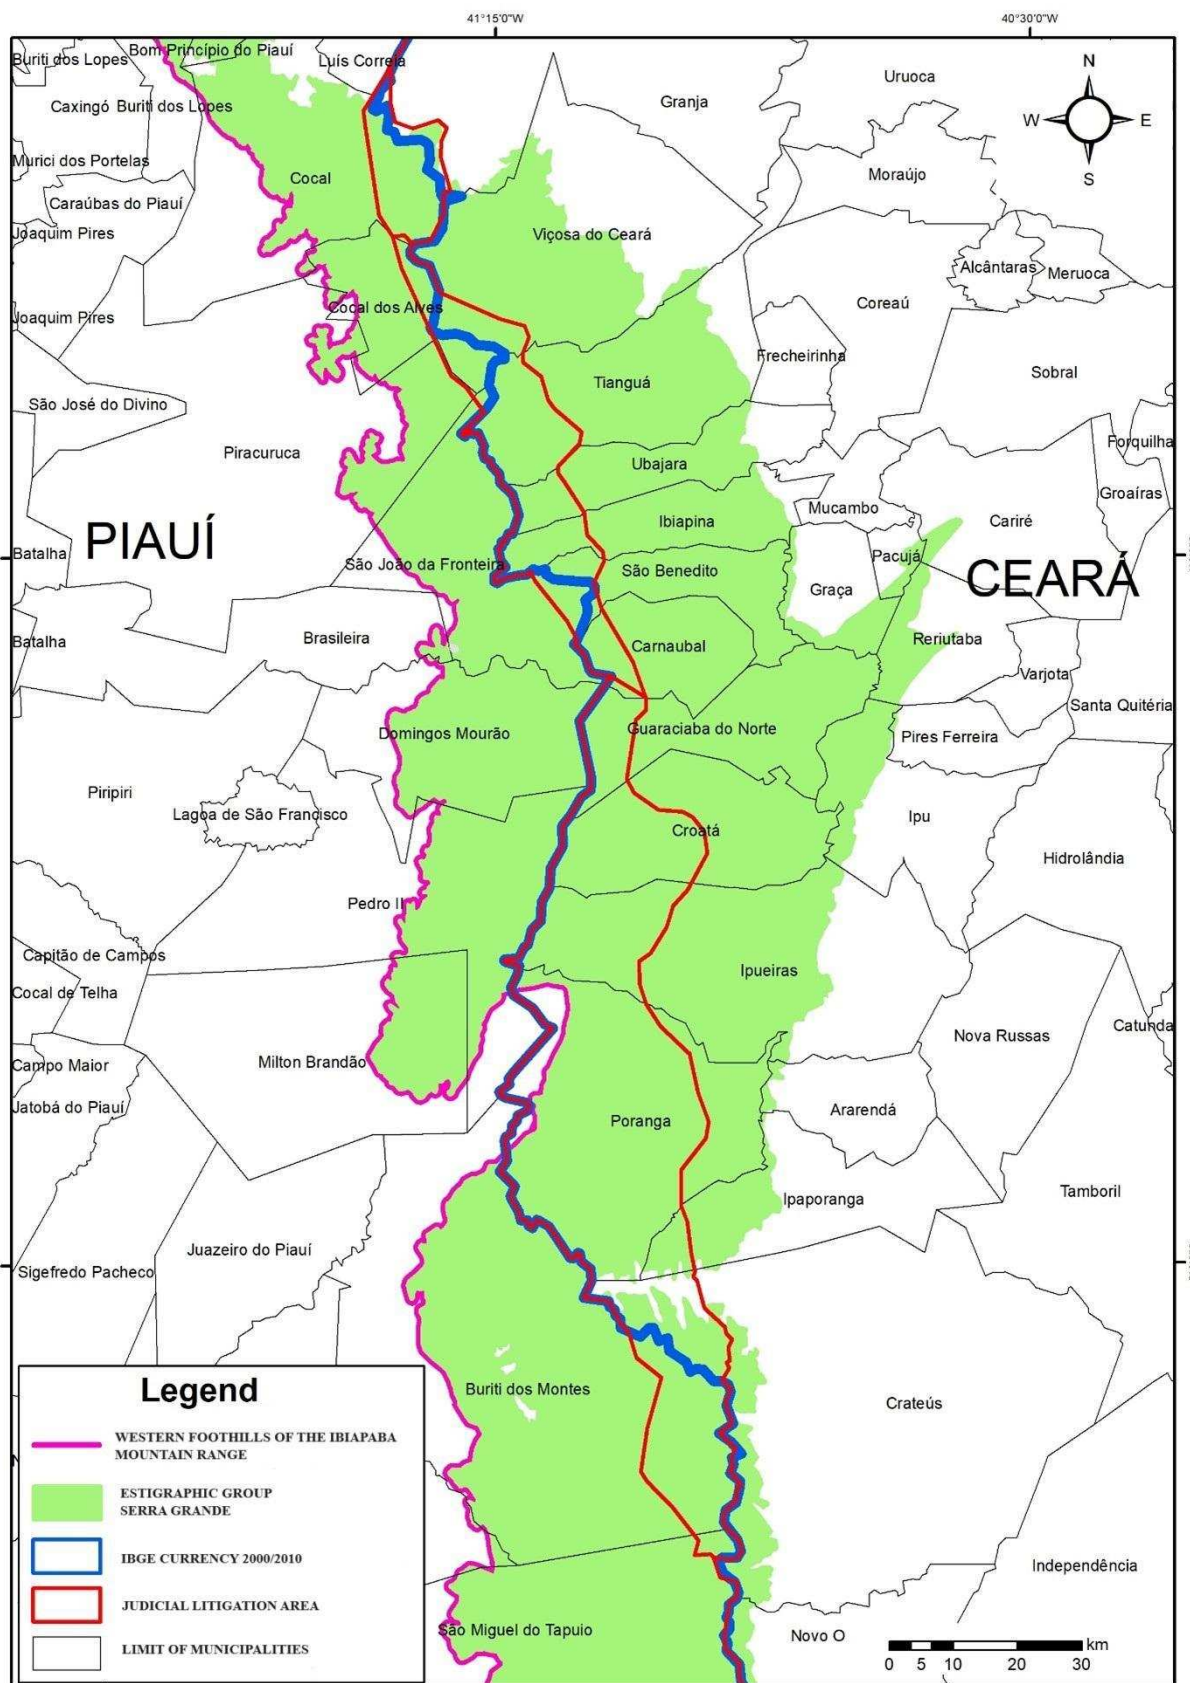 41°15'0"W
40°30'0"W
Bom Princípio do Piauí
Buriti dos Lopes
Luís Correia
Uruoca
N
Granja
Caxingó
Buriti dos Lopes
W
E
Murici dos Portelas
S
Cocal
Moraújo
Caraúbas do Piauí
Joaquim Pires
Viçosa do Ceará
Alcântaras
Meruoca
Cocal dos Alves
Coreaú
Joaquim Pires
Frecheirinha
Sobral
Tianguá
São José do Divino
Forquilha
Piracuruca
Ubajara
Groaíras
Mucambo
Ibiapina
Cariré
PIAUÍ
Batalha
Pacujá
São João da Fronteira
São Benedito
CEARÁ
Graça
Batalha
Brasileira
Carnaubal
Reriutaba
Varjota
Santa Quitéria
Domingos Mourão
Guaraciaba do Norte
Pires Ferreira
Piripiri
Lagoa de São Francisco
Ipu
Croatá
Hidrolândia
Pedro II
Capitão de Campos
Ipueiras
Cocal de Telha
Catunda
Nova Russas
Campo Maior
Milton Brandão
Jatobá do Piauí
Ararendá
Poranga
Ipaporanga
Tamboril
Juazeiro do Piauí
Sigefredo Pacheco
Buriti dos Montes
Crateús
Legend
WESTERN FOOTHILLS OF THE IBIAPABA
MOUNTAIN RANGE
ESTIGRAPHIC GROUP
SERRA GRANDE
IBGE CURRENCY 2000/2010
JUDICIAL LITIGATION AREA
LIMIT OF MUNICIPALITIES
Independência
São Miguel do Tapuio
Novo O
km
0 5 10 20 30